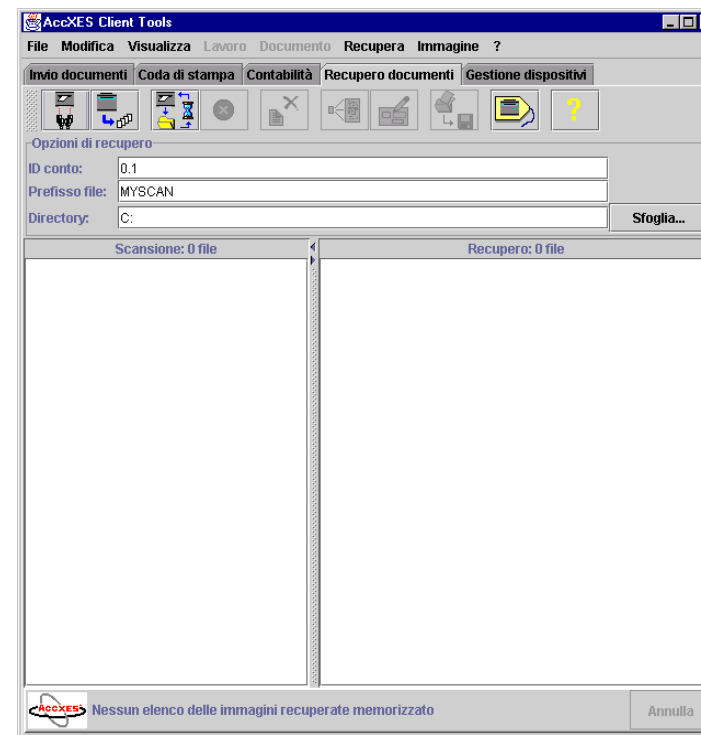 AccXES Client Tools
File Modifica Visualizza Lavoro Documento Recupera Immagine ?
Invio documenti Coda di stampa Contabilità Recupero documenti Gestione dispositivi
?
Opzioni di recupero
ID conto: 0.1
Prefisso file: MYSCAN
Directory: C: Sfoglia...
Scansione: 0 file Recupero: 0 file
AccXES Nessun elenco delle immagini recuperate memorizzato Annulla